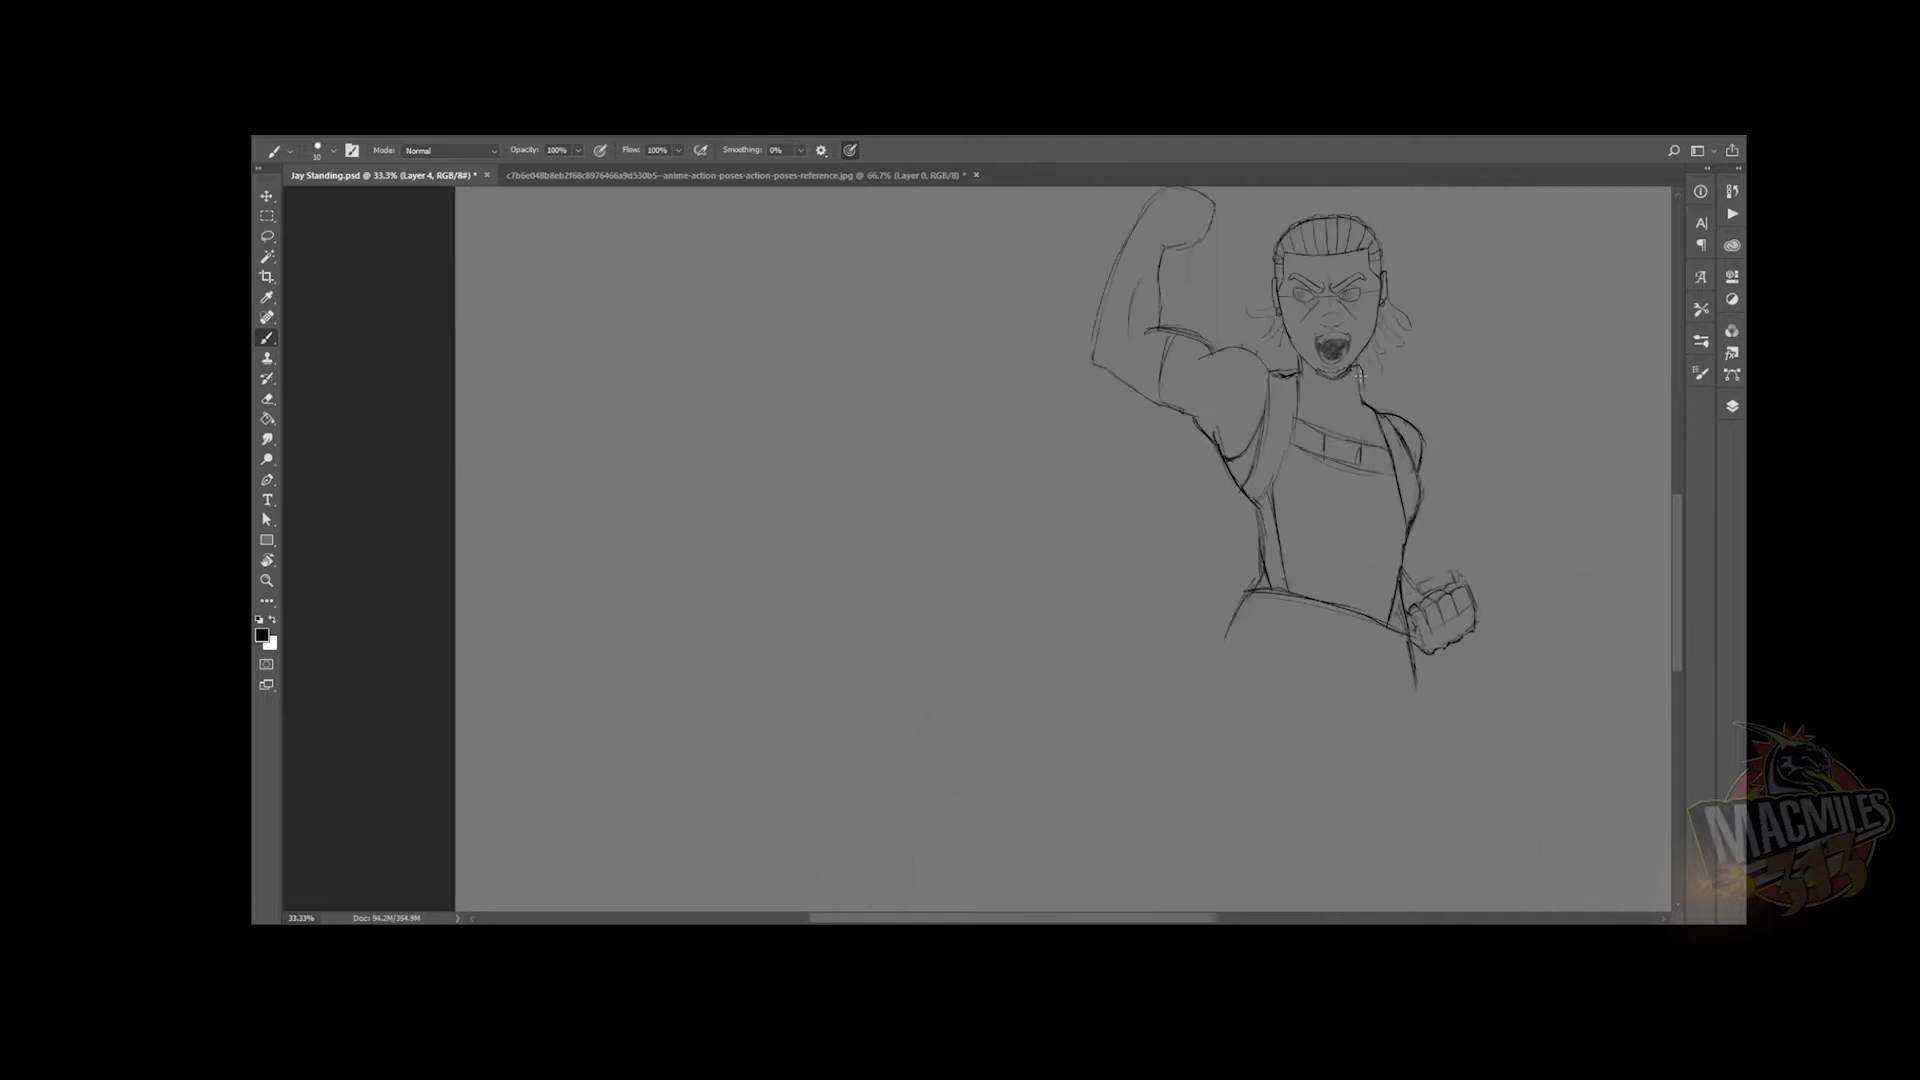 Mode: Normal Opacity: 100% Flow: 100% Smoothing: 0%
10
Jay Standing.psd @ 33.3% (Layer 4, RGB/8#) * × c7b6e048b8eb2f68c8976466a9d530b5--anime-action-poses-action-poses-reference.jpg @ 66.7% (Layer 0, RGB/8) * ×
MACMILES
313
33.33% Doc: 94.2M/354.9M